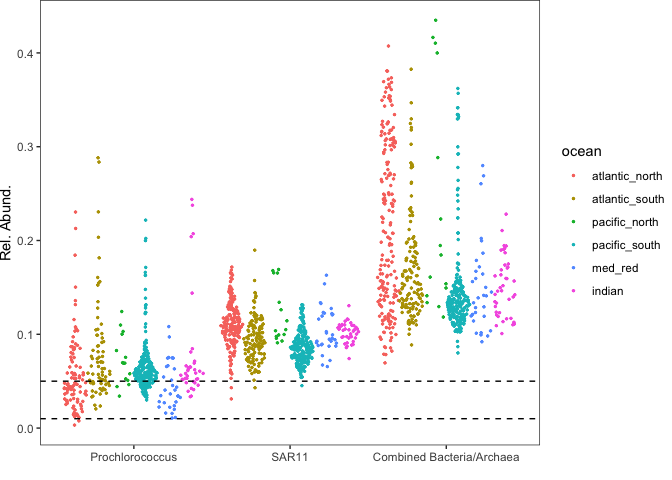 Rel. Abund.
0.4
0.3
0.2
0.1
0.0
Prochlorococcus
SAR11
Combined Bacteria/Archaea
ocean
atlantic_north
atlantic_south
pacific_north
pacific_south
med_red
indian